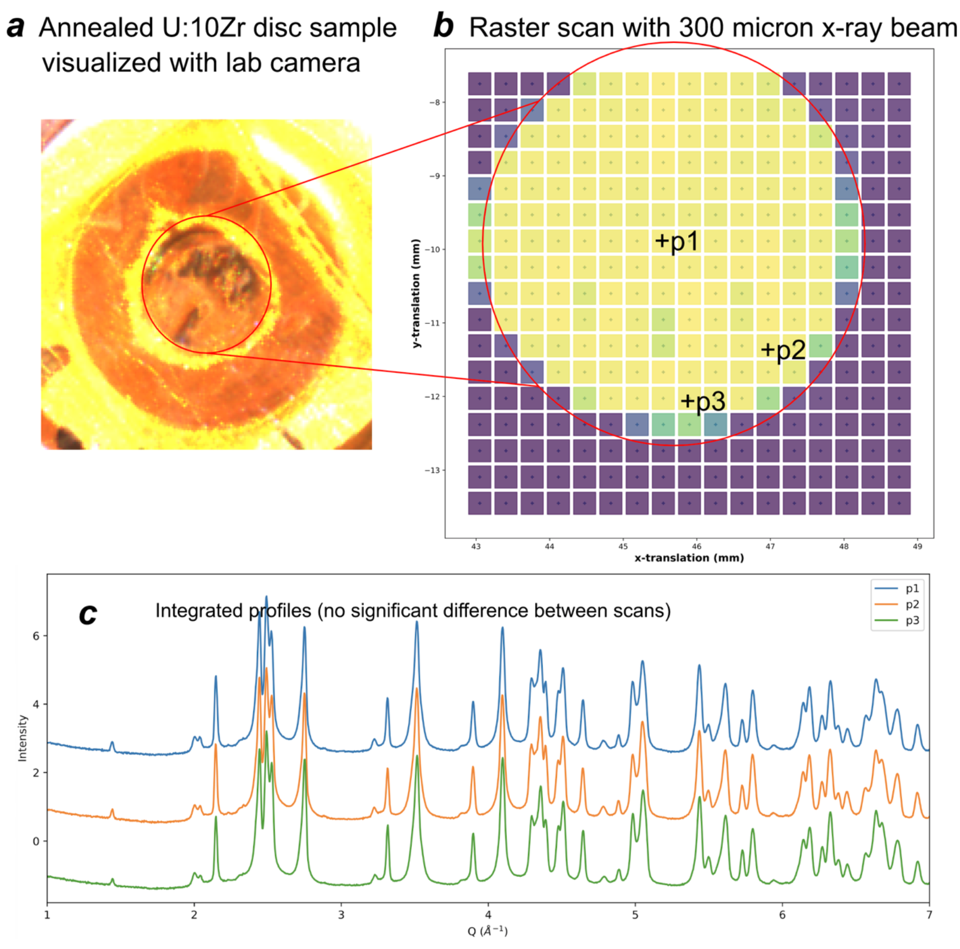 a Annealed U:10Zr disc sample
visualized with lab camera
b Raster scan with 300 micron x-ray beam
−8
−9
−10
−11
−12
−13
y-translation (mm)
+p1
+p2
+p3
43 44 45 46 47 48 49
x-translation (mm)
c Integrated profiles (no significant difference between scans)
p1
p2
p3
6
4
2
0
Intensity
1 2 3 4 5 6 7
Q (Å⁻¹)